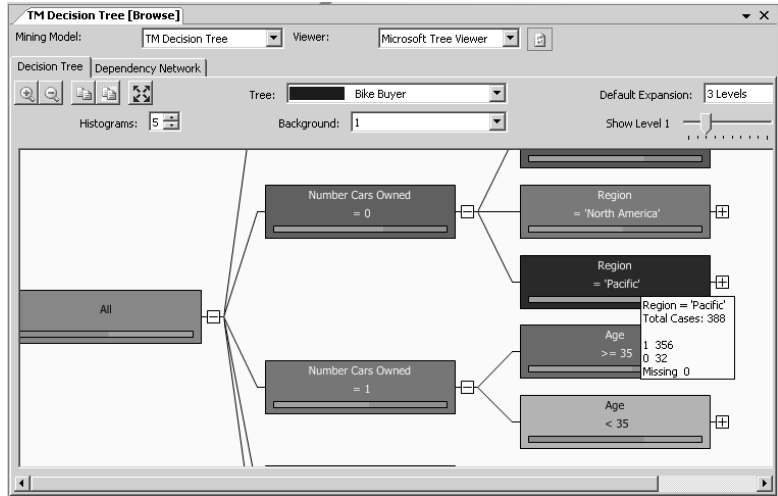 TM Decision Tree [Browse]
Mining Model: TM Decision Tree Viewer: Microsoft Tree Viewer
Decision Tree Dependency Network
Tree: Bike Buyer Default Expansion: 3 Levels
Histograms: 5 Background: 1 Show Level 1
Number Cars Owned
= 0
Region
= 'North America'
Region
= 'Pacific'
All
Region = 'Pacific'
Total Cases: 388
1 356
0 32
Missing 0
Age
>= 35
Number Cars Owned
= 1
Age
< 35